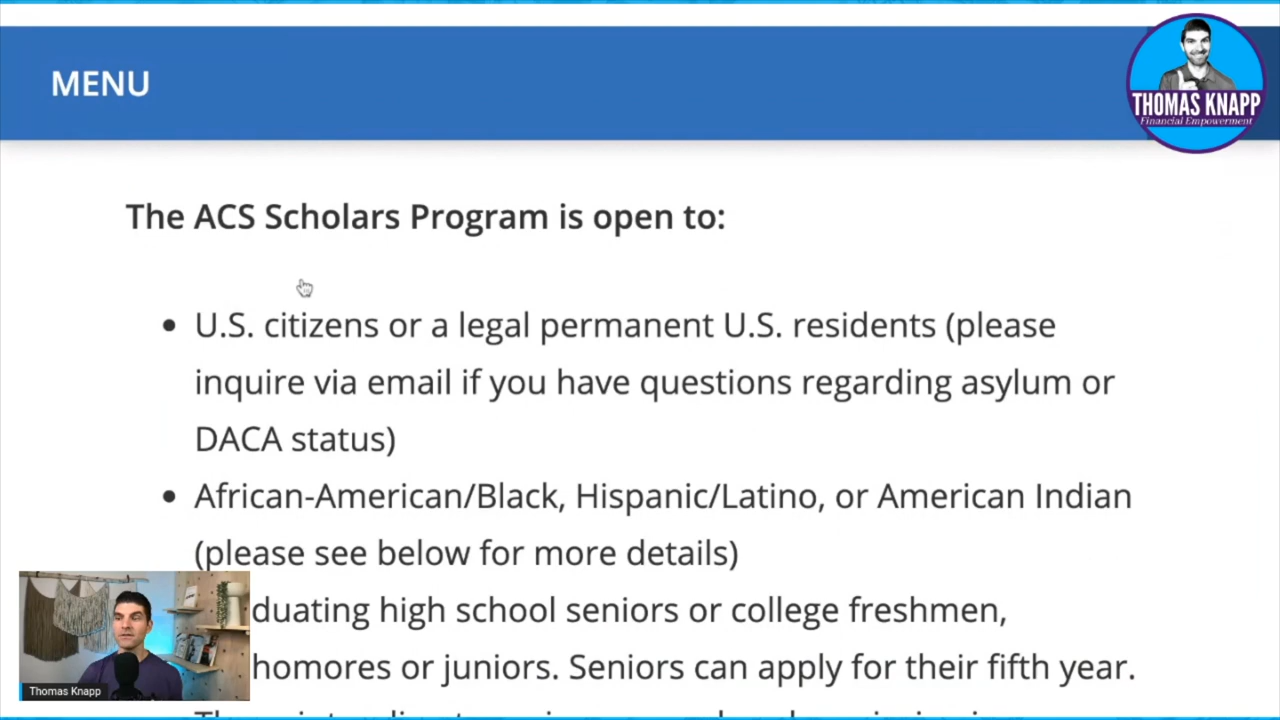 MENU
THOMAS KNAPP
Financial Empowerment
The ACS Scholars Program is open to:
U.S. citizens or a legal permanent U.S. residents (please
inquire via email if you have questions regarding asylum or
DACA status)
African-American/Black, Hispanic/Latino, or American Indian
(please see below for more details)
duating high school seniors or college freshmen,
homores or juniors. Seniors can apply for their fifth year.
Thomas Knapp